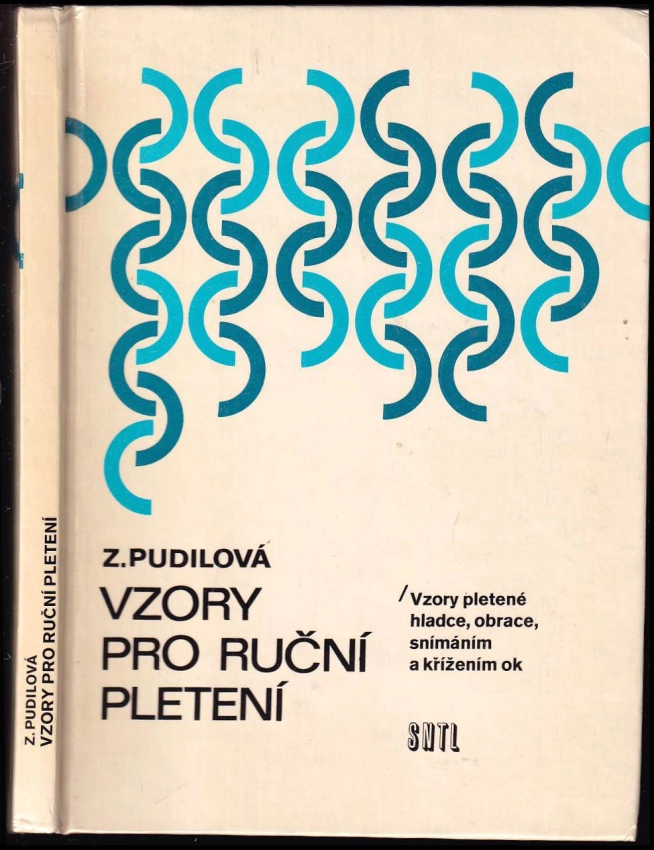 Z. PUDILOVÁ
VZORY PRO RUČNÍ PLETENÍ
Z.PUDILOVÁ
VZORY
PRO RUČNÍ
PLETENÍ
/Vzory pletené
hladce, obrace,
snímáním
a křížením ok
SNTL